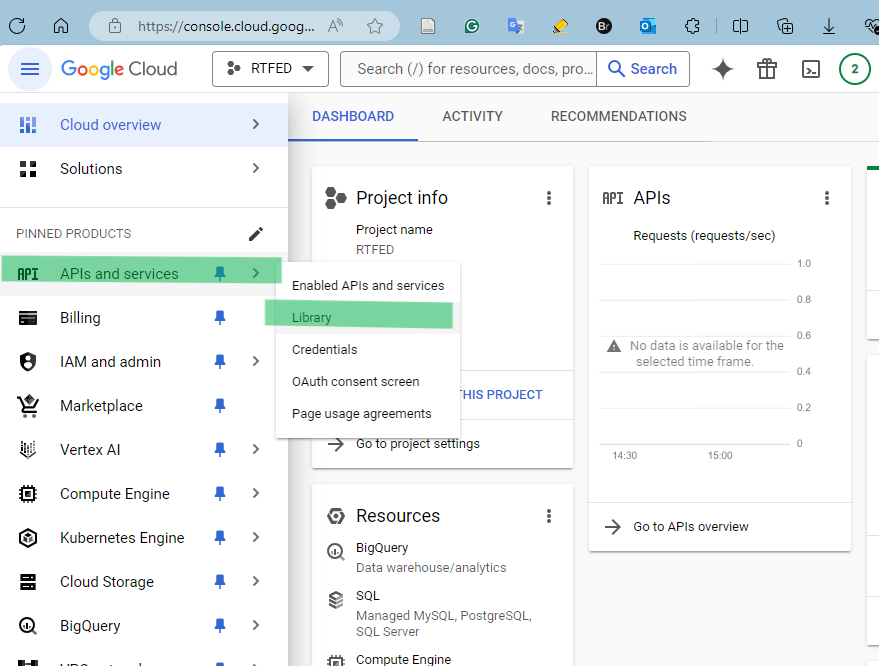 https://console.cloud.goog...
Google Cloud
RTFED
Search (/) for resources, docs, pro...
Search
2
Cloud overview
Solutions
PINNED PRODUCTS
API APIs and services
Billing
IAM and admin
Marketplace
Vertex AI
Compute Engine
Kubernetes Engine
Cloud Storage
BigQuery
Enabled APIs and services
Library
Credentials
OAuth consent screen
Page usage agreements
DASHBOARD
ACTIVITY
RECOMMENDATIONS
Project info
Project name
RTFED
THIS PROJECT
Go to project settings
Resources
BigQuery
Data warehouse/analytics
SQL
Managed MySQL, PostgreSQL,
SQL Server
Compute Engine
API APIs
Requests (requests/sec)
1.0
0.8
0.6
No data is available for the
selected time frame.
0.4
0.2
0
14:30
15:00
Go to APIs overview